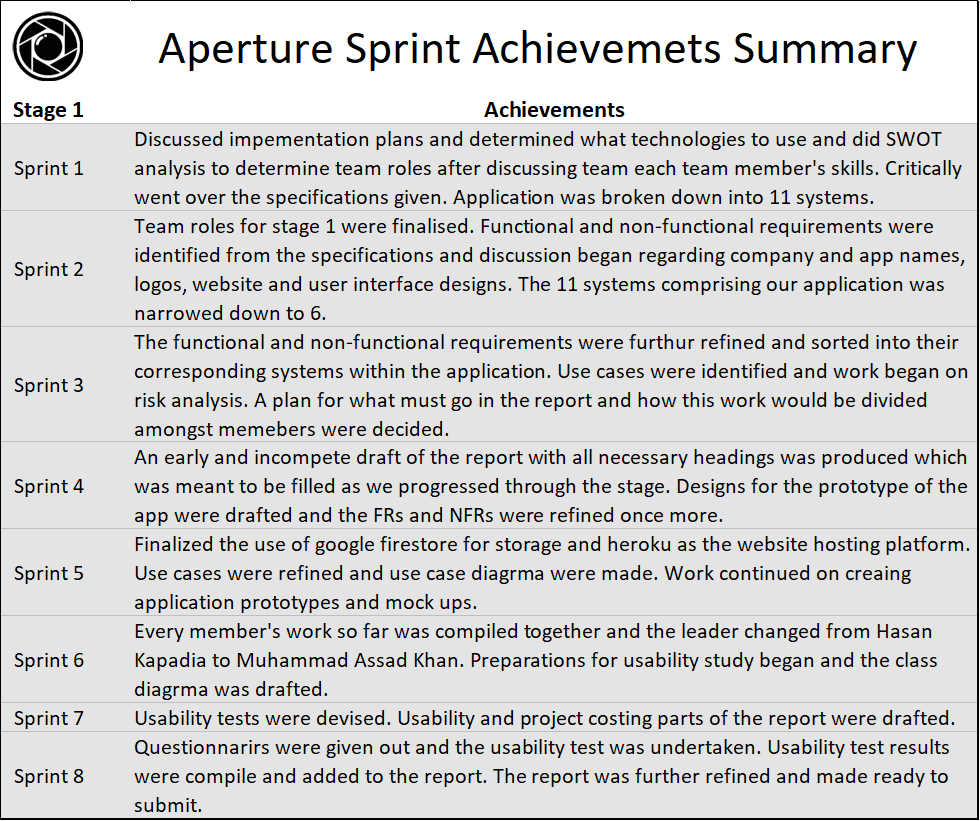 Aperture Sprint Achievemets Summary
Stage 1 Achievements
Sprint 1
Discussed impementation plans and determined what technologies to use and did SWOT
analysis to determine team roles after discussing team each team member's skills. Critically
went over the specifications given. Application was broken down into 11 systems.
Sprint 2
Team roles for stage 1 were finalised. Functional and non-functional requirements were
identified from the specifications and discussion began regarding company and app names,
logos, website and user interface designs. The 11 systems comprising our application was
narrowed down to 6.
Sprint 3
The functional and non-functional requirements were furthur refined and sorted into their
corresponding systems within the application. Use cases were identified and work began on
risk analysis. A plan for what must go in the report and how this work would be divided
amongst memebers were decided.
Sprint 4
An early and incompete draft of the report with all necessary headings was produced which
was meant to be filled as we progressed through the stage. Designs for the prototype of the
app were drafted and the FRs and NFRs were refined once more.
Sprint 5
Finalized the use of google firestore for storage and heroku as the website hosting platform.
Use cases were refined and use case diagrma were made. Work continued on creaing
application prototypes and mock ups.
Sprint 6
Every member's work so far was compiled together and the leader changed from Hasan
Kapadia to Muhammad Assad Khan. Preparations for usability study began and the class
diagrma was drafted.
Sprint 7
Usability tests were devised. Usability and project costing parts of the report were drafted.
Sprint 8
Questionnarirs were given out and the usability test was undertaken. Usability test results
were compile and added to the report. The report was further refined and made ready to
submit.